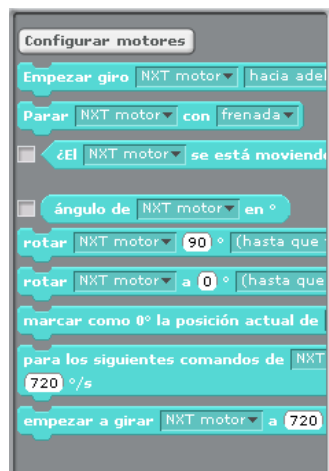 Configurar motores
Empezar giro NXT motor hacia adel
Parar NXT motor con frenada
¿El NXT motor se está moviend
ángulo de NXT motor en °
rotar NXT motor 90 ° (hasta que
rotar NXT motor a 0 ° (hasta que
marcar como 0° la posición actual de
para los siguientes comandos de NXT
720 °/s
empezar a girar NXT motor a 720